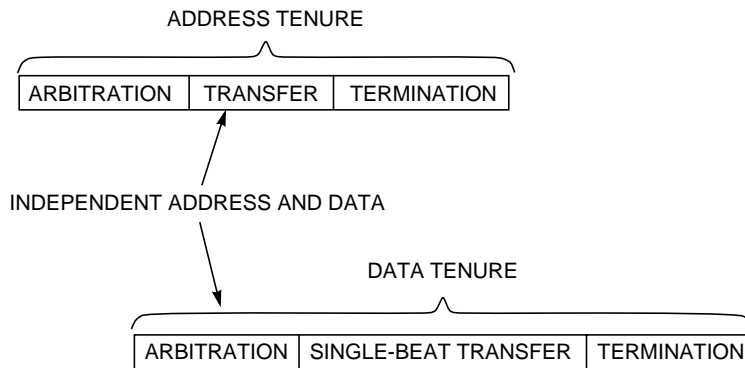 ADDRESS TENURE
ARBITRATION TRANSFER TERMINATION
INDEPENDENT ADDRESS AND DATA
DATA TENURE
ARBITRATION SINGLE-BEAT TRANSFER TERMINATION